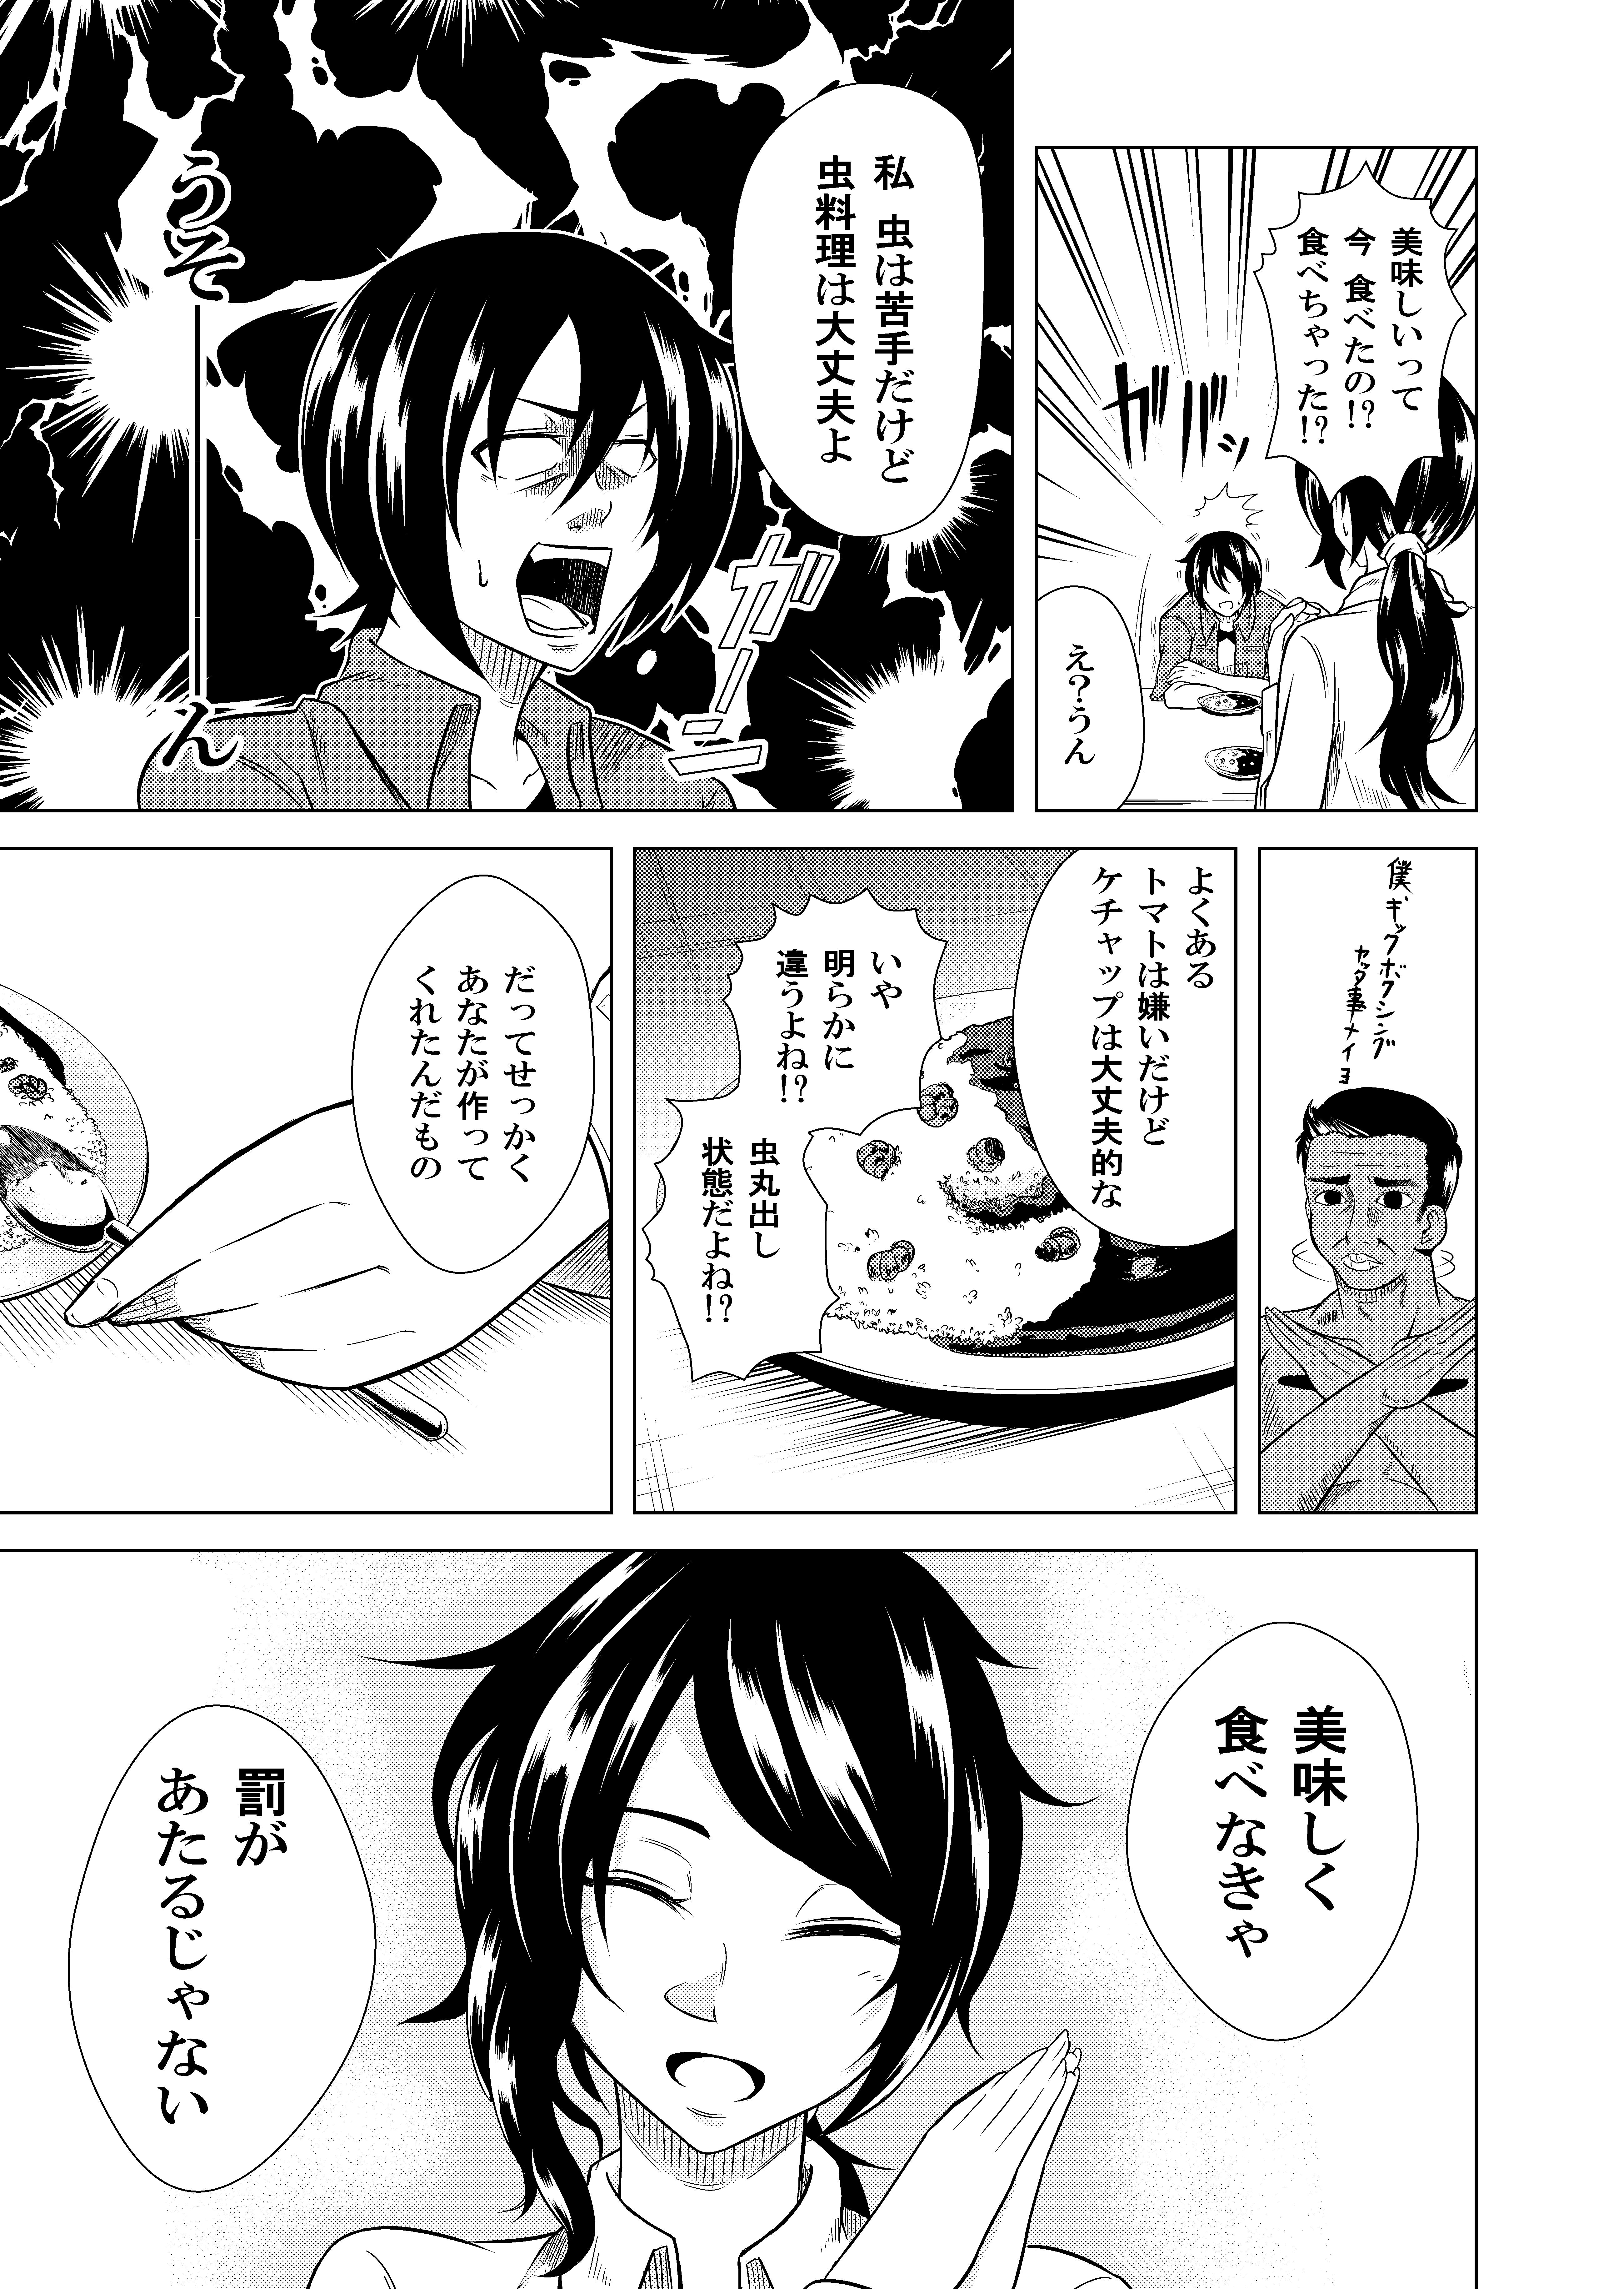 美味しいって
今 食べたの!?
食べちゃった!?
ガバッ
え?うん
私 虫は苦手だけど
虫料理は大丈夫よ
ガーン
うそーん
僕キックボクシング
ヤッタ事ナイヨ
よくある
トマトは嫌いだけど
ケチャップは大丈夫的な
いや
明らかに
違うよね!?
虫丸出し
状態だよね!?
だってせっかく
あなたが作って
くれたんだもの
美味しく
食べなきゃ
罰が
あたるじゃない